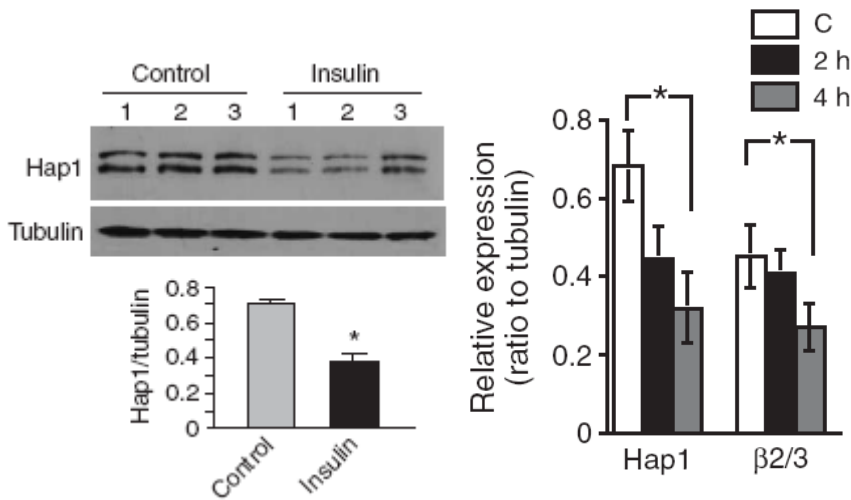 Control Insulin
1 2 3 1 2 3
Hap1
Tubulin
Hap1/tubulin
0.8
0.6
0.4
0.2
0
*
Control
Insulin
C
2 h
4 h
Relative expression
(ratio to tubulin)
0.8
0.6
0.4
0.2
0
*
*
Hap1 β2/3